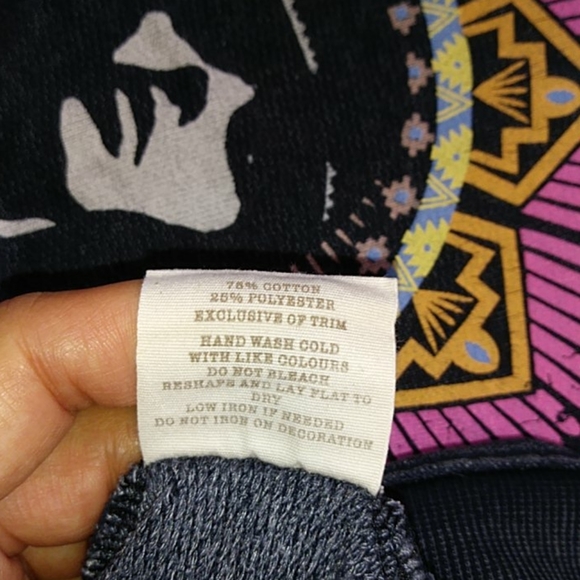 75% COTTON
25% POLYESTER
EXCLUSIVE OF TRIM
HAND WASH COLD
WITH LIKE COLOURS
DO NOT BLEACH
RESHAPE AND LAY FLAT TO
DRY
LOW IRON IF NEEDED
DO NOT IRON ON DECORATION